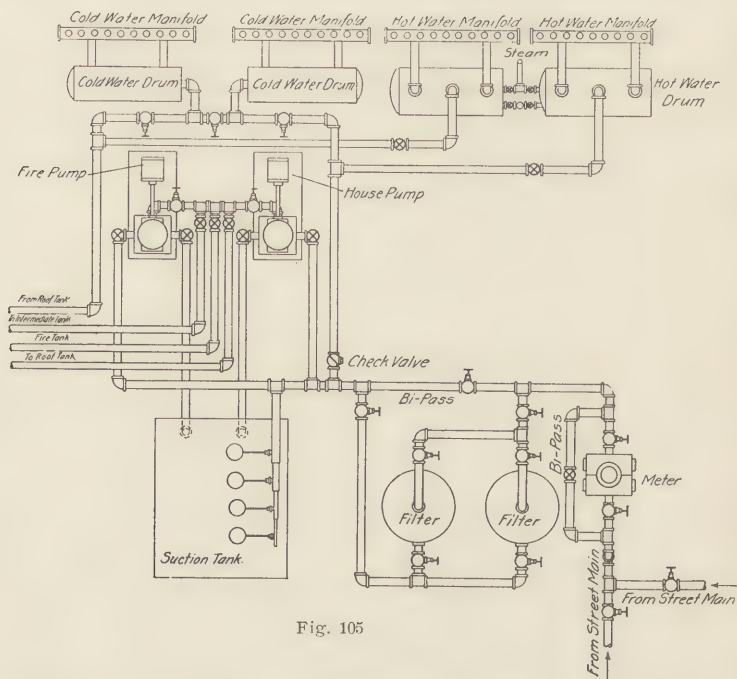 Cold Water Manifold
Cold Water Manifold
Hot Water Manifold
Hot Water Manifold
Steam
Cold Water Drum
Cold Water Drum
Hot Water
Drum
Fire Pump
House Pump
From Roof Tank
To Intermediate Tanks
Fire Tank
To Roof Tank
Check Valve
Bi-Pass
Bi-Pass
Meter
Filter
Filter
Suction Tank.
From Street Main
From Street Main
Fig. 105